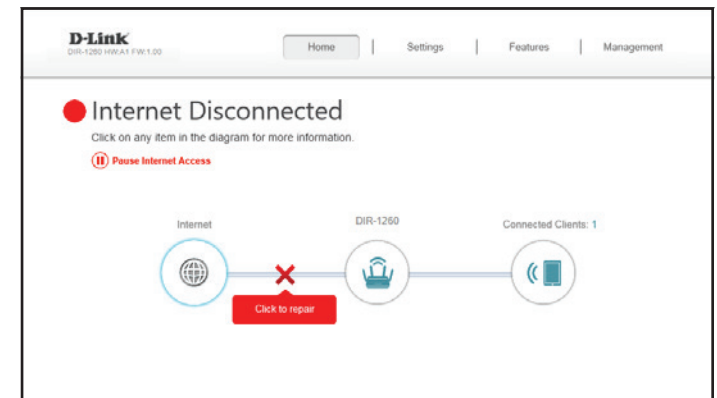 D-Link
DIR-1260 HW:A1 FW:1.00
Home | Settings | Features | Management
Internet Disconnected
Click on any item in the diagram for more information.
Pause Internet Access
Internet
DIR-1260
Connected Clients: 1
Click to repair